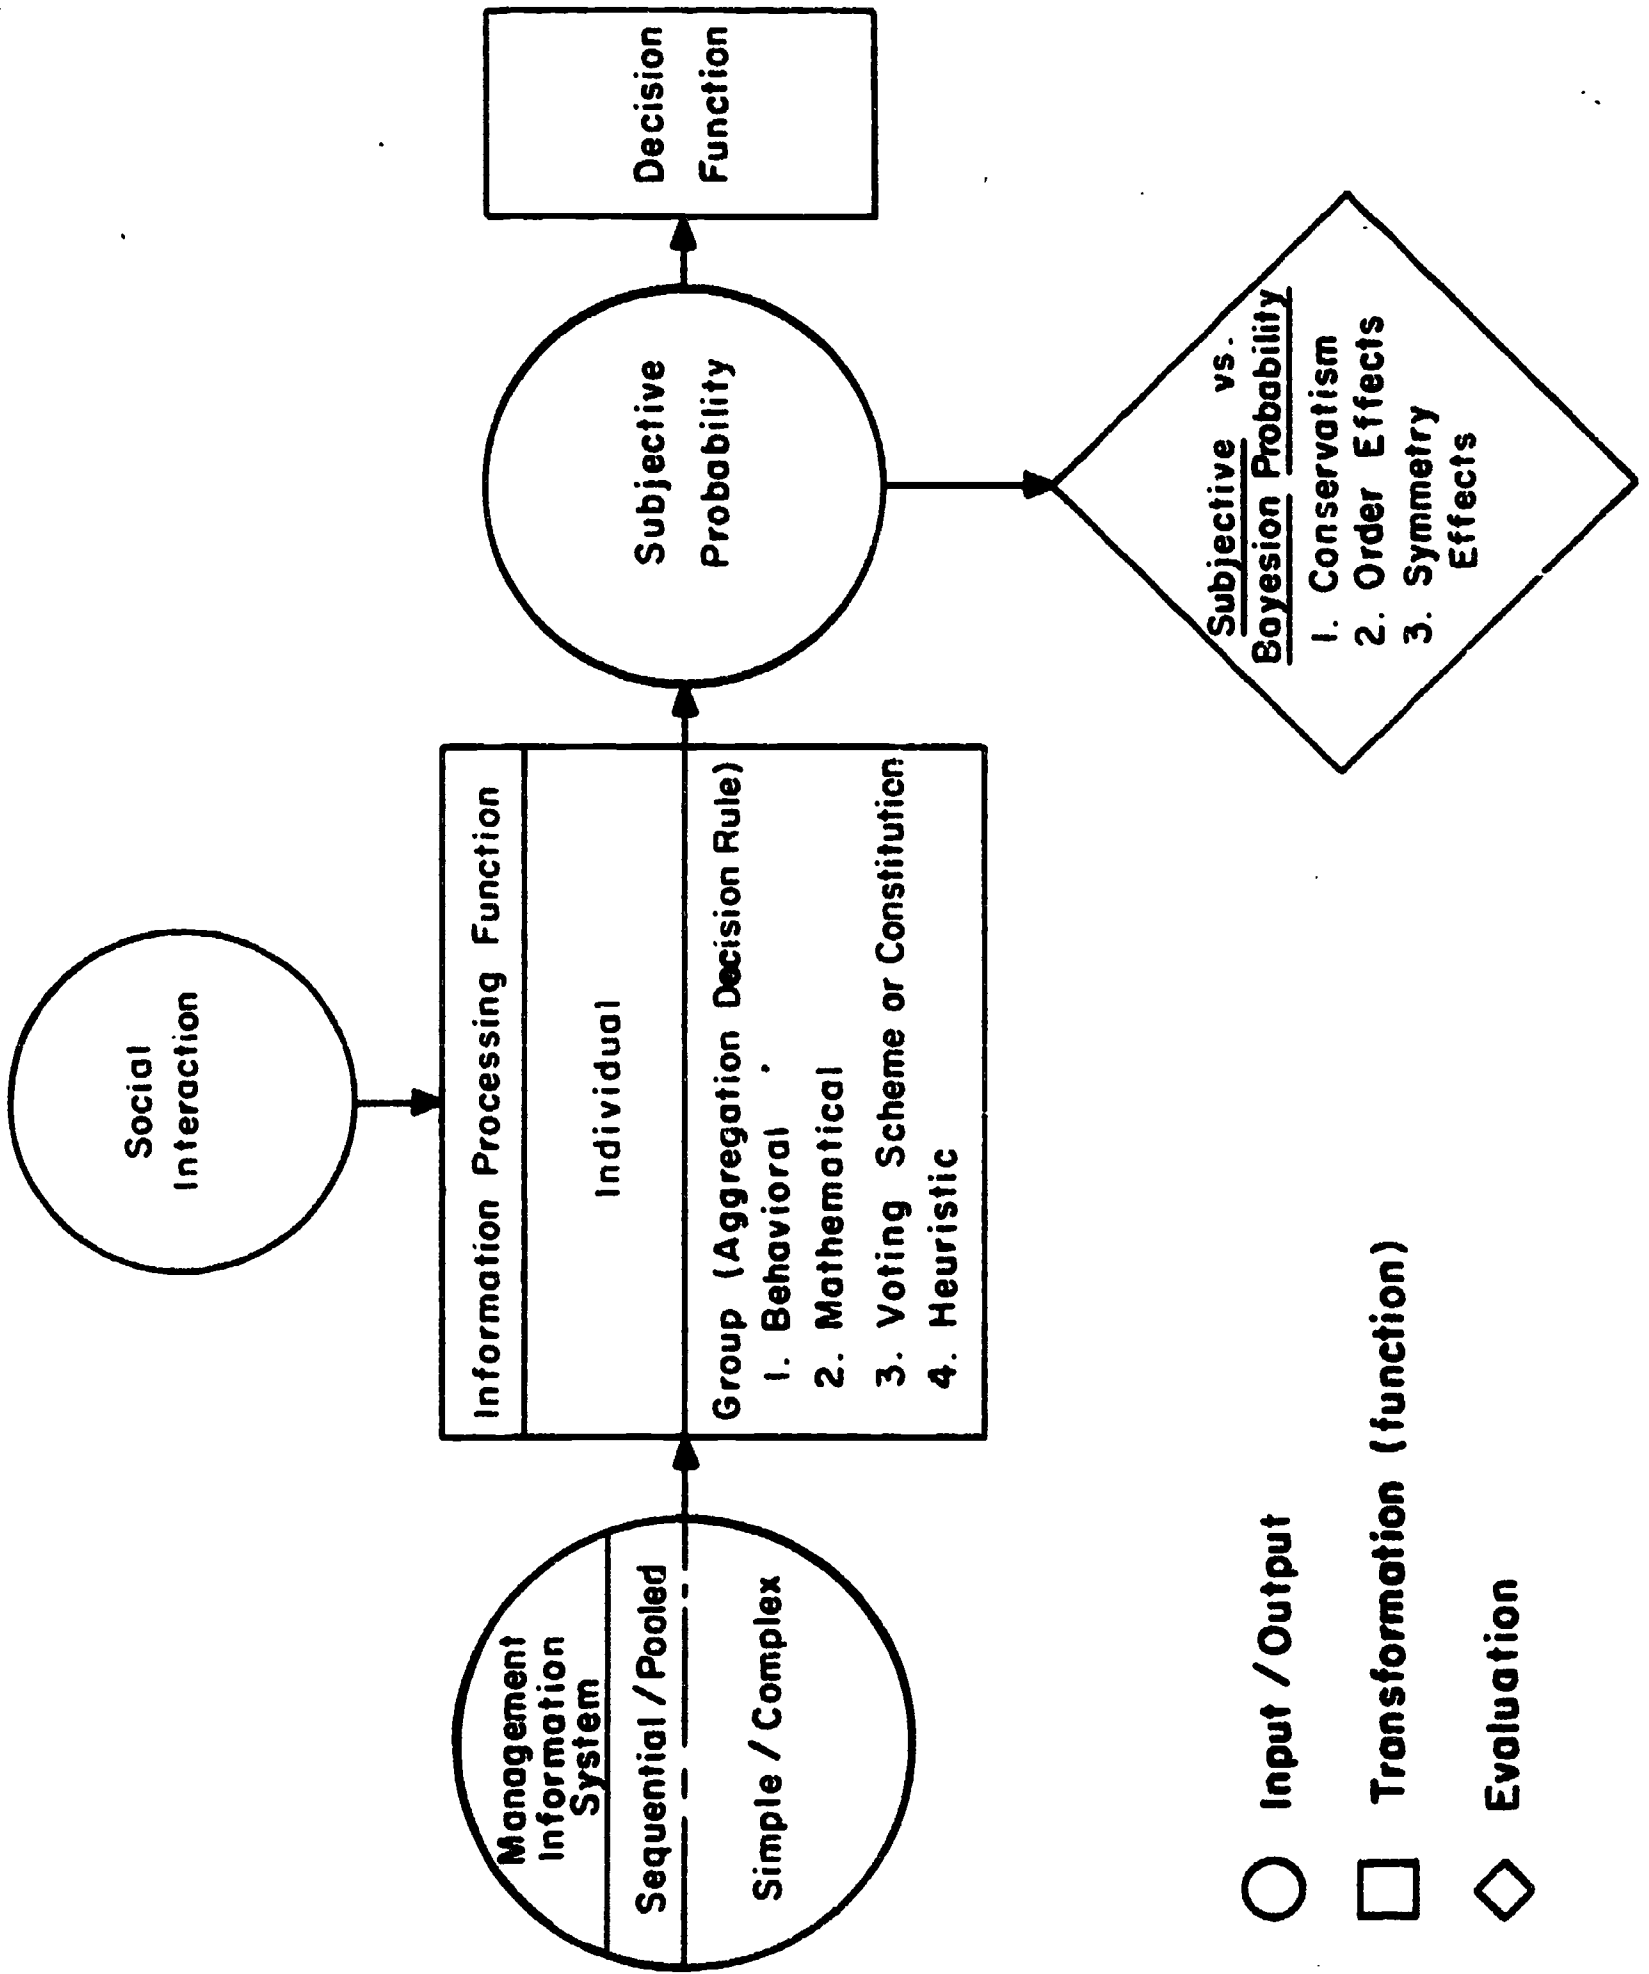 Social
Interaction
Management
Information
System
Sequential / Pooled
Simple / Complex
Information Processing Function
Individual
Group (Aggregation Decision Rule)
1. Behavioral
2. Mathematical
3. Voting Scheme or Constitution
4. Heuristic
Subjective
Probability
Decision
Function
Subjective vs.
Bayesion Probability
1. Conservatism
2. Order Effects
3. Symmetry
Effects
Input / Output
Transformation (function)
Evaluation